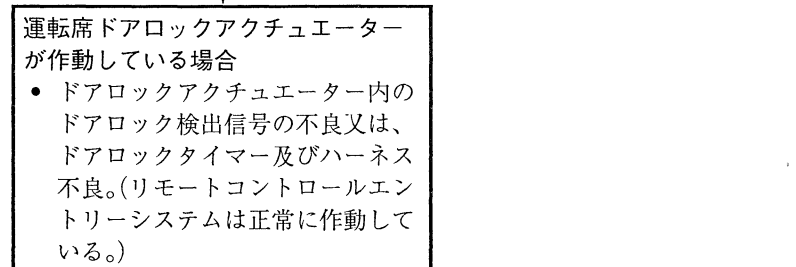 運転席ドアロックアクチュエーター
が作動している場合
● ドアロックアクチュエーター内の
ドアロック検出信号の不良又は、
ドアロックタイマー及びハーネス
不良。(リモートコントロールエン
トリーシステムは正常に作動して
いる。)